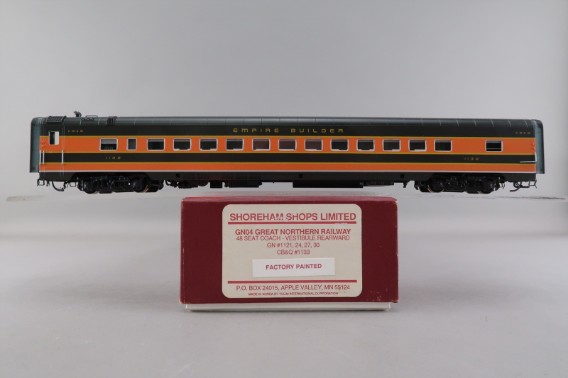 EMPIRE BUILDER
SHOREHAM SHOPS LIMITED
GN04 GREAT NORTHERN RAILWAY
48 SEAT COACH - VESTIBULE REARWARD
GN #1121, 24, 27, 30
CB&Q #1133
FACTORY PAINTED
P.O. BOX 24615, APPLE VALLEY, MN 55124